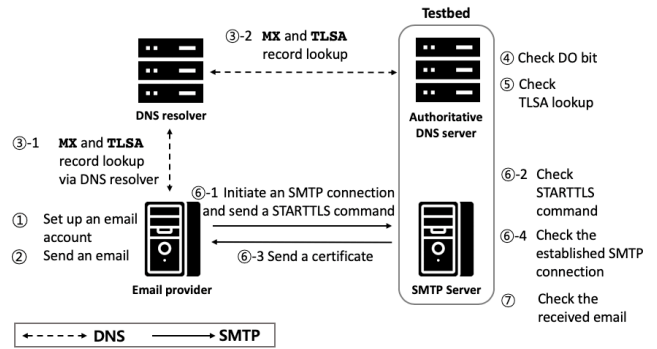 Testbed
③-2 MX and TLSA
record lookup
④ Check DO bit
⑤ Check
TLSA lookup
DNS resolver
Authoritative
DNS server
③-1 MX and TLSA
record lookup
via DNS resolver
⑥-1 Initiate an SMTP connection
and send a STARTTLS command
⑥-2 Check
STARTTLS
command
① Set up an email
account
② Send an email
⑥-3 Send a certificate
⑥-4 Check the
established SMTP
connection
Email provider
SMTP Server
⑦ Check the
received email
DNS
SMTP